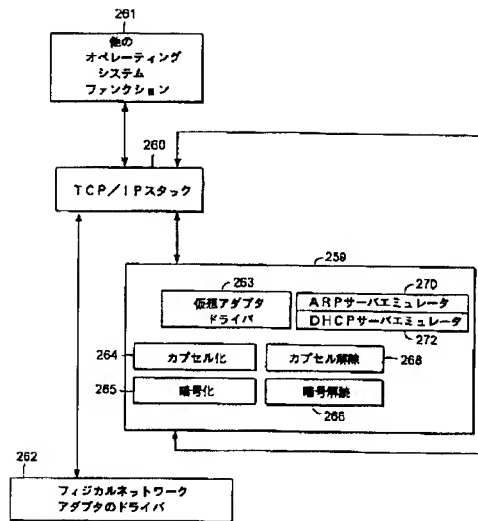 261
他の
オペレーティング
システム
ファンクション
260
TCP/IPスタック
259
263
仮想アダプタ
ドライバ
270
ARPサーバエミュレータ
DHCPサーバエミュレータ
272
264
カプセル化
カプセル解除
268
265
暗号化
暗号解読
266
262
フィジカルネットワーク
アダプタのドライバ